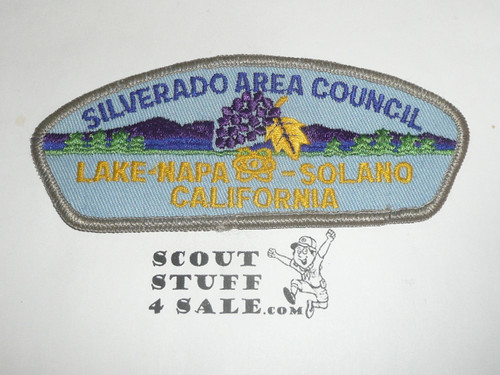 SILVERADO AREA COUNCIL
LAKE-NAPA - SOLANO
CALIFORNIA
SCOUT
STUFF
4 SALE.com